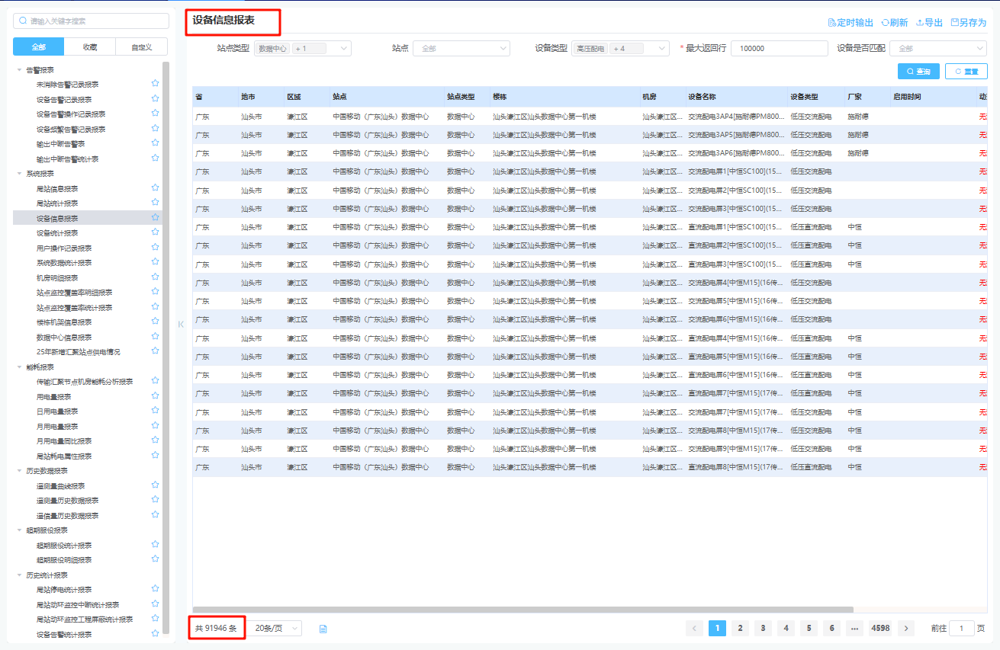 请输入关键字搜索
全部 收藏 自定义
告警报表
未消除告警记录报表
设备告警记录报表
设备告警操作记录报表
设备频繁告警记录报表
输出中断告警表
输出中断告警统计表
系统报表
局站信息报表
局站统计报表
设备信息报表
设备统计报表
用户操作记录报表
系统数据统计报表
机房明细报表
站点监控覆盖率明细报表
站点监控覆盖率统计报表
楼栋机架信息报表
数据中心信息报表
25年新增汇聚站点供电情况
能耗报表
传输汇聚节点机房能耗分析报表
用电量报表
日用电量报表
月用电量报表
月用电量同比报表
局站耗电属性报表
历史数据报表
遥测量曲线报表
遥测量历史数据报表
遥信量历史数据报表
超期服役报表
超期服役统计报表
超期服役明细报表
历史统计报表
局站停电统计报表
局站动环监控中断统计报表
局站动环监控工程屏蔽统计报表
设备告警统计报表
设备信息报表
定时输出 刷新 导出 另存为
站点类型 数据中心 + 1 站点 全部 设备类型 高压配电 + 4 * 最大返回行 100000 设备是否匹配 全部
查询 重置
省 地市 区域 站点 站点类型 楼栋 机房 设备名称 设备类型 厂家 启用时间 动
广东 汕头市 濠江区 中国移动（广东汕头）数据中心 数据中心 汕头濠江区汕头数据中心第一机楼 汕头濠江区... 交流配电3AP4[施耐德PM800... 低压交流配电 施耐德 无
广东 汕头市 濠江区 中国移动（广东汕头）数据中心 数据中心 汕头濠江区汕头数据中心第一机楼 汕头濠江区... 交流配电3AP5[施耐德PM800... 低压交流配电 施耐德 无
广东 汕头市 濠江区 中国移动（广东汕头）数据中心 数据中心 汕头濠江区汕头数据中心第一机楼 汕头濠江区... 交流配电3AP6[施耐德PM800... 低压交流配电 施耐德 无
广东 汕头市 濠江区 中国移动（广东汕头）数据中心 数据中心 汕头濠江区汕头数据中心第一机楼 汕头濠江区... 交流配电屏1[中恒SC100](15... 低压交流配电 无
广东 汕头市 濠江区 中国移动（广东汕头）数据中心 数据中心 汕头濠江区汕头数据中心第一机楼 汕头濠江区... 交流配电屏2[中恒SC100](15... 低压交流配电 无
广东 汕头市 濠江区 中国移动（广东汕头）数据中心 数据中心 汕头濠江区汕头数据中心第一机楼 汕头濠江区... 交流配电屏3[中恒SC100](15... 低压交流配电 无
广东 汕头市 濠江区 中国移动（广东汕头）数据中心 数据中心 汕头濠江区汕头数据中心第一机楼 汕头濠江区... 直流配电屏1[中恒SC100](15... 低压直流配电 中恒 无
广东 汕头市 濠江区 中国移动（广东汕头）数据中心 数据中心 汕头濠江区汕头数据中心第一机楼 汕头濠江区... 直流配电屏2[中恒SC100](15... 低压直流配电 中恒 无
广东 汕头市 濠江区 中国移动（广东汕头）数据中心 数据中心 汕头濠江区汕头数据中心第一机楼 汕头濠江区... 直流配电屏3[中恒SC100](15... 低压直流配电 中恒 无
广东 汕头市 濠江区 中国移动（广东汕头）数据中心 数据中心 汕头濠江区汕头数据中心第一机楼 汕头濠江区... 交流配电屏4[中恒M15](16传... 低压交流配电 无
广东 汕头市 濠江区 中国移动（广东汕头）数据中心 数据中心 汕头濠江区汕头数据中心第一机楼 汕头濠江区... 交流配电屏5[中恒M15](16传... 低压交流配电 无
广东 汕头市 濠江区 中国移动（广东汕头）数据中心 数据中心 汕头濠江区汕头数据中心第一机楼 汕头濠江区... 交流配电屏6[中恒M15](16传... 低压交流配电 无
广东 汕头市 濠江区 中国移动（广东汕头）数据中心 数据中心 汕头濠江区汕头数据中心第一机楼 汕头濠江区... 直流配电屏4[中恒M15](16传... 低压直流配电 中恒 无
广东 汕头市 濠江区 中国移动（广东汕头）数据中心 数据中心 汕头濠江区汕头数据中心第一机楼 汕头濠江区... 直流配电屏5[中恒M15](16传... 低压直流配电 中恒 无
广东 汕头市 濠江区 中国移动（广东汕头）数据中心 数据中心 汕头濠江区汕头数据中心第一机楼 汕头濠江区... 直流配电屏6[中恒M15](16传... 低压直流配电 中恒 无
广东 汕头市 濠江区 中国移动（广东汕头）数据中心 数据中心 汕头濠江区汕头数据中心第一机楼 汕头濠江区... 直流配电屏7[中恒M15](17传... 低压直流配电 中恒 无
广东 汕头市 濠江区 中国移动（广东汕头）数据中心 数据中心 汕头濠江区汕头数据中心第一机楼 汕头濠江区... 交流配电屏7[中恒M15](17传... 低压交流配电 中恒 无
广东 汕头市 濠江区 中国移动（广东汕头）数据中心 数据中心 汕头濠江区汕头数据中心第一机楼 汕头濠江区... 交流配电屏8[中恒M15](17传... 低压交流配电 中恒 无
广东 汕头市 濠江区 中国移动（广东汕头）数据中心 数据中心 汕头濠江区汕头数据中心第一机楼 汕头濠江区... 交流配电屏9[中恒M15](17传... 低压交流配电 中恒 无
广东 汕头市 濠江区 中国移动（广东汕头）数据中心 数据中心 汕头濠江区汕头数据中心第一机楼 汕头濠江区... 直流配电屏8[中恒M15](17传... 低压直流配电 中恒 无
共 91946 条 20条/页 1 2 3 4 5 6 ... 4598 前往 1 页